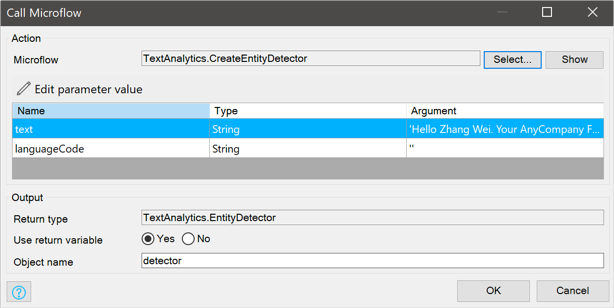 Call Microflow
Action
Microflow TextAnalytics.CreateEntityDetector Select... Show
Edit parameter value
Name Type Argument
text String 'Hello Zhang Wei. Your AnyCompany F...
languageCode String ''
Output
Return type TextAnalytics.EntityDetector
Use return variable Yes No
Object name detector
? OK Cancel